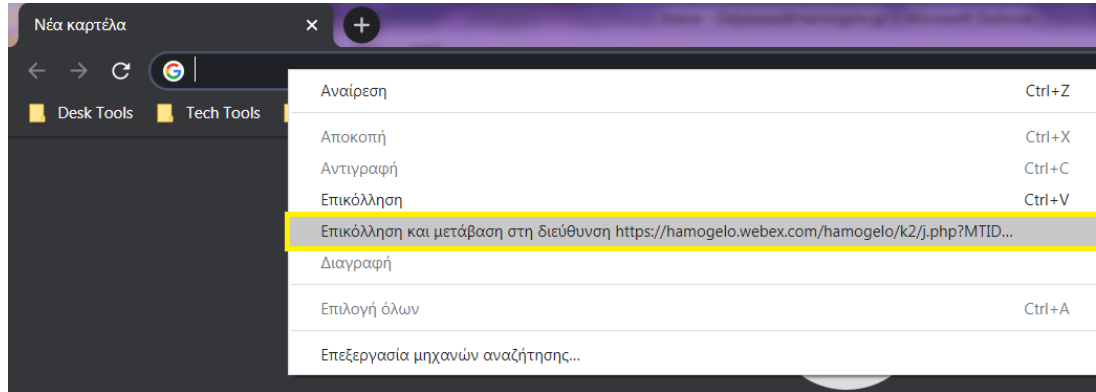 Νέα καρτέλα
Desk Tools Tech Tools
Αναίρεση Ctrl+Z
Αποκοπή Ctrl+X
Αντιγραφή Ctrl+C
Επικόλληση Ctrl+V
Επικόλληση και μετάβαση στη διεύθυνση https://hamogelo.webex.com/hamogelo/k2/j.php?MTID...
Διαγραφή
Επιλογή όλων Ctrl+A
Επεξεργασία μηχανών αναζήτησης...